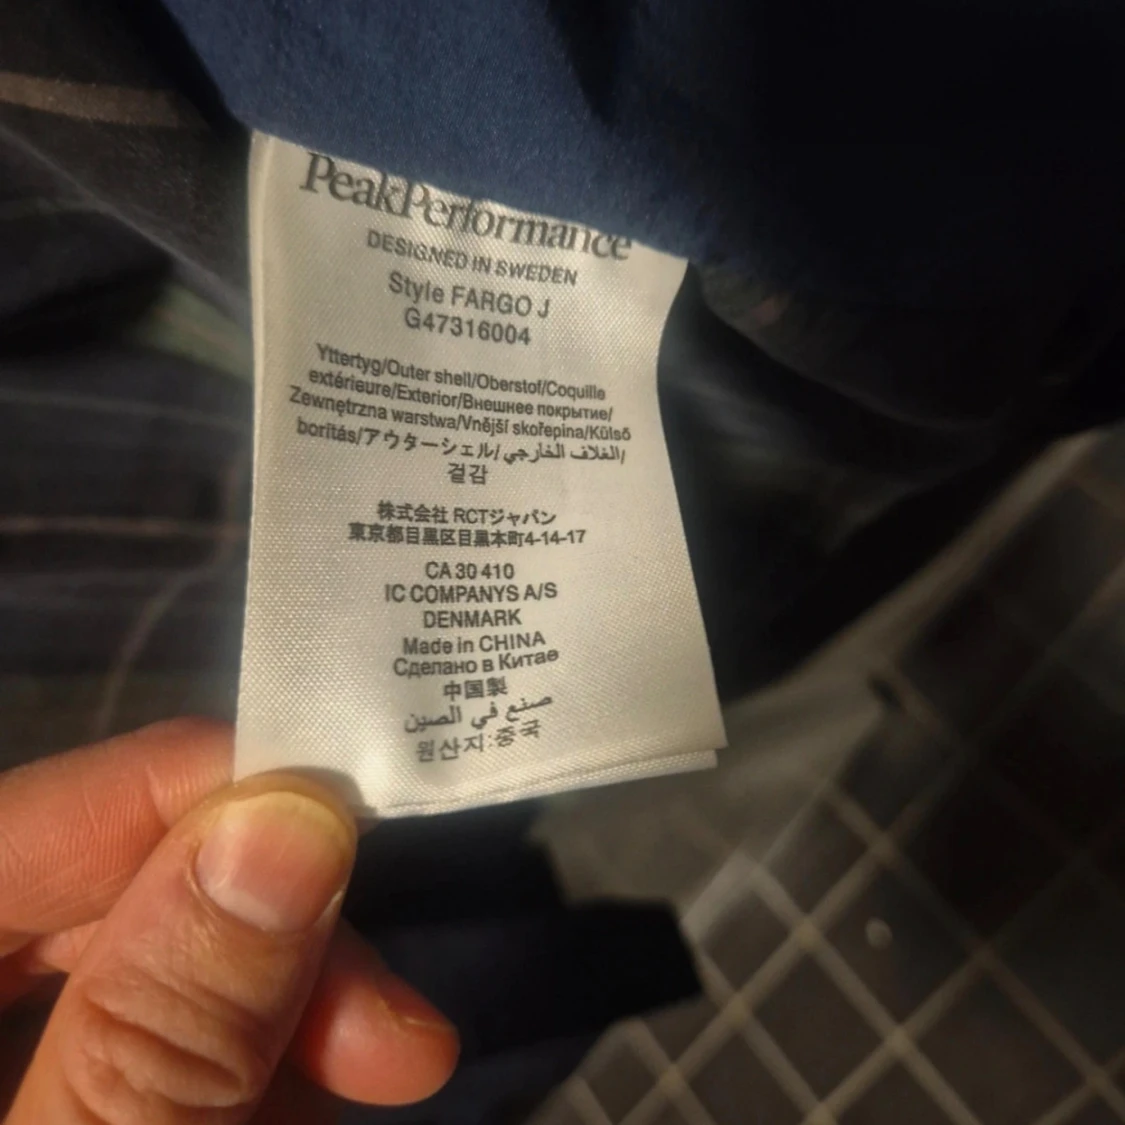 PeakPerformance
DESIGNED IN SWEDEN
Style FARGO J
G47316004
Yttertyg/Outer shell/Oberstof/Coquille
extérieure/Exterior/Внешнее покрытие/
Zewnętrzna warstwa/Vnější skořepina/Külső
borítás/アウターシェル/الغلاف الخارجي/
겉감
株式会社 RCTジャパン
東京都目黒区目黒本町4-14-17
CA 30 410
IC COMPANYS A/S
DENMARK
Made in CHINA
Сделано в Китае
中国製
صنع في الصين
원산지:중국